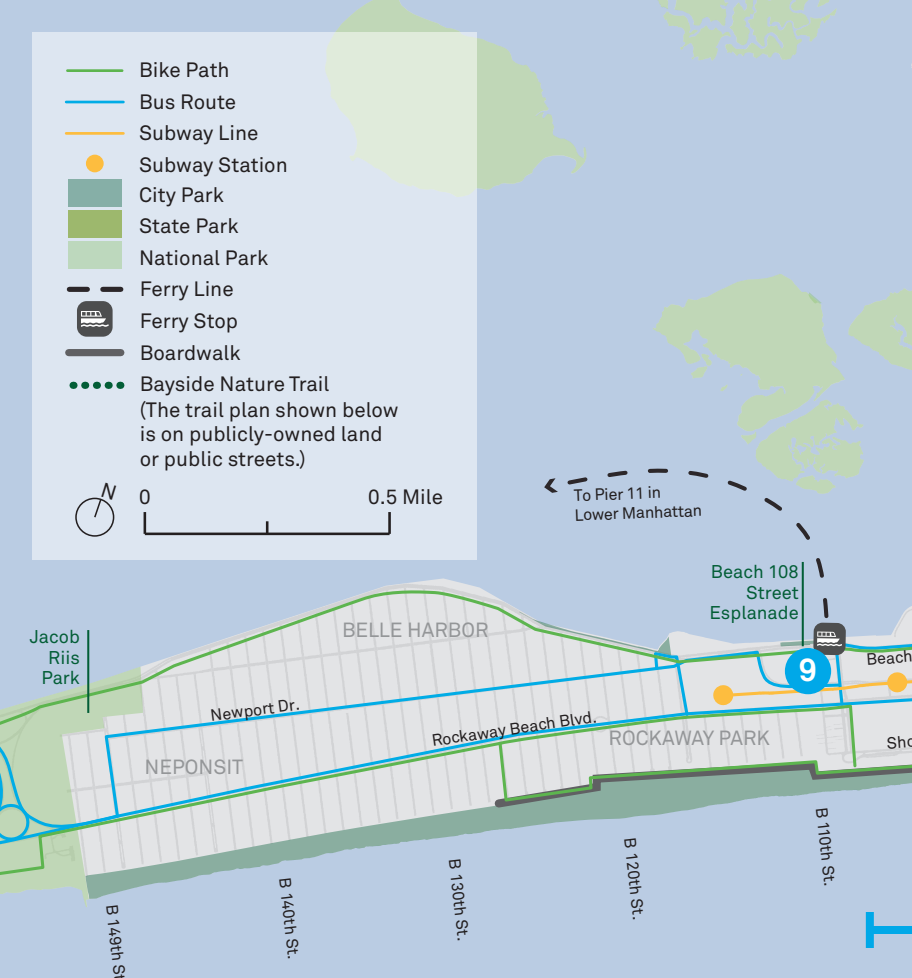 Bike Path
Bus Route
Subway Line
Subway Station
City Park
State Park
National Park
Ferry Line
Ferry Stop
Boardwalk
Bayside Nature Trail
(The trail plan shown below
is on publicly-owned land
or public streets.)
N
0
0.5 Mile
To Pier 11 in
Lower Manhattan
Beach 108
Street
Esplanade
Jacob
Riis
Park
BELLE HARBOR
9
Beach
Newport Dr.
Rockaway Beach Blvd.
ROCKAWAY PARK
Sho
NEPONSIT
B 110th St.
B 120th St.
B 130th St.
B 140th St.
B 149th St